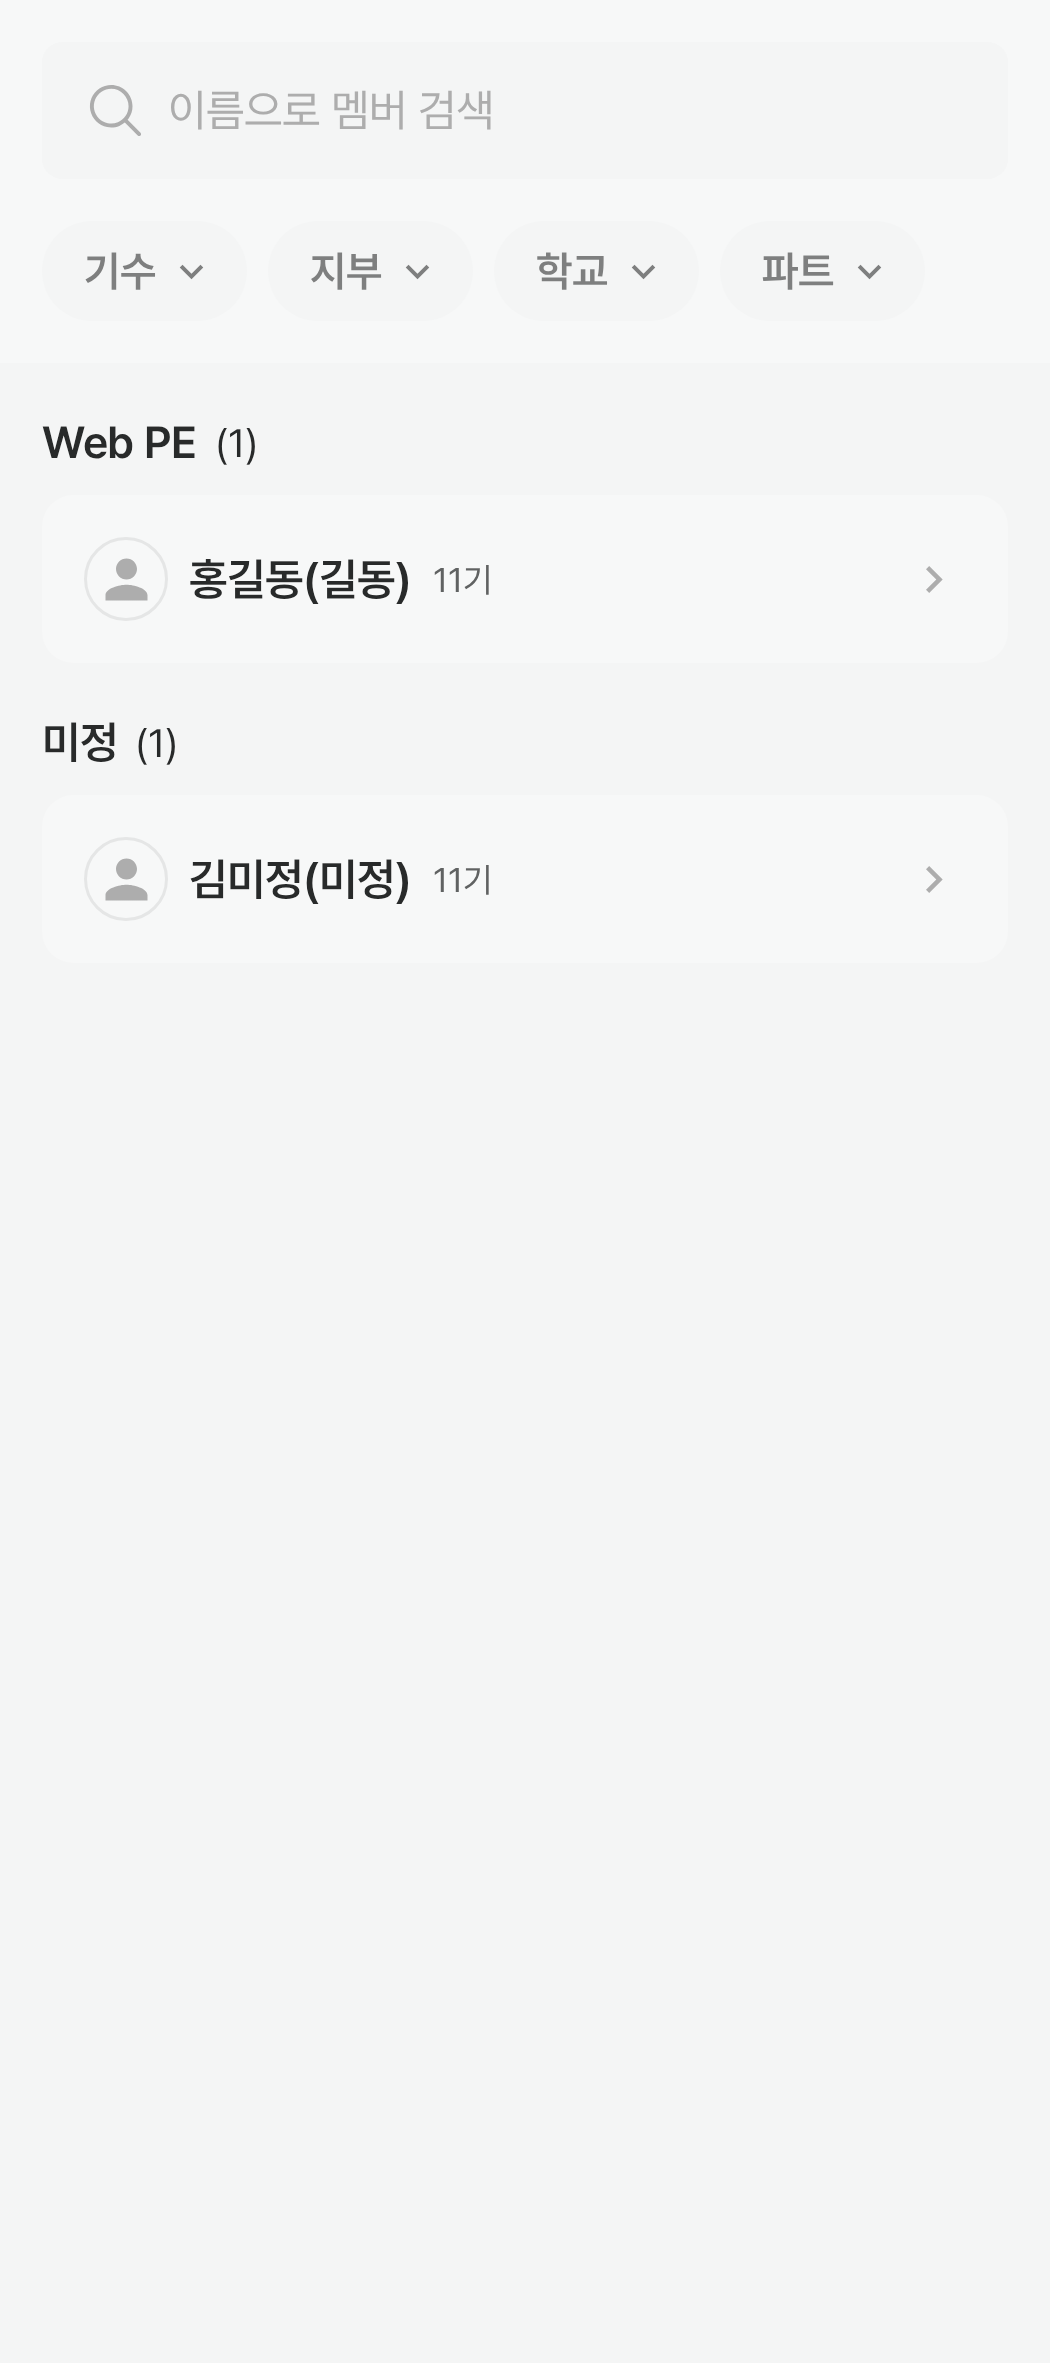 이름으로 멤버 검색
기수 지부 학교 파트
Web PE (1)
홍길동(길동) 11기
미정 (1)
김미정(미정) 11기